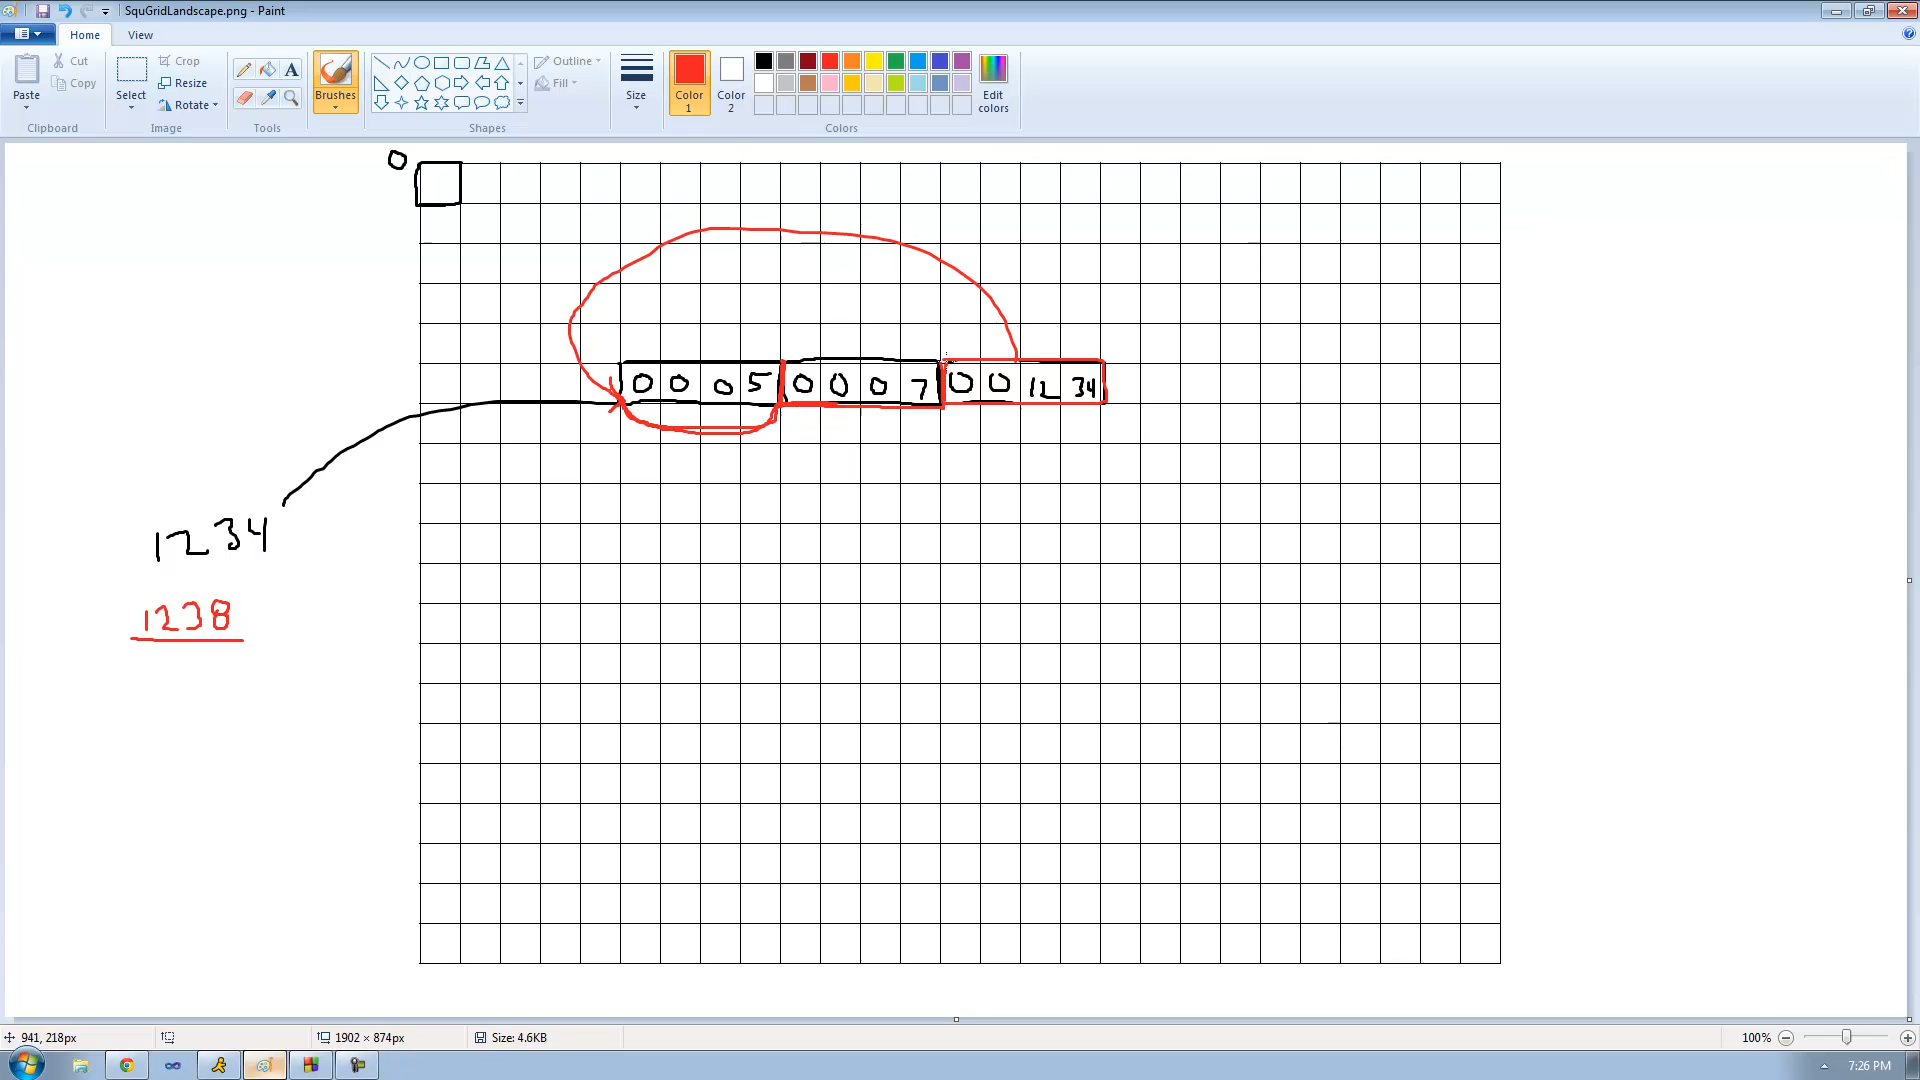 SquGridLandscape.png - Paint
Home View
Paste
Cut
Copy
Clipboard
Select
Crop
Resize
Rotate
Image
A
Tools
Brushes
Outline
Fill
Shapes
Size
Color 1
Color 2
Edit colors
Colors
0
0 0 0 5 0 0 0 7 0 0 12 34
1234
1238
941, 218px
1902 × 874px
Size: 4.6KB
100%
7:26 PM